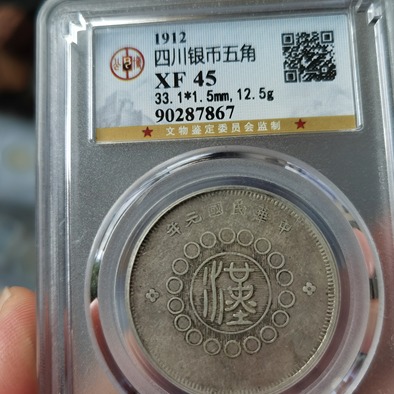 1912
四川银币五角
XF 45
33.1*1.5mm,12.5g
90287867
文物鉴定委员会监制
年元國民華中
漢